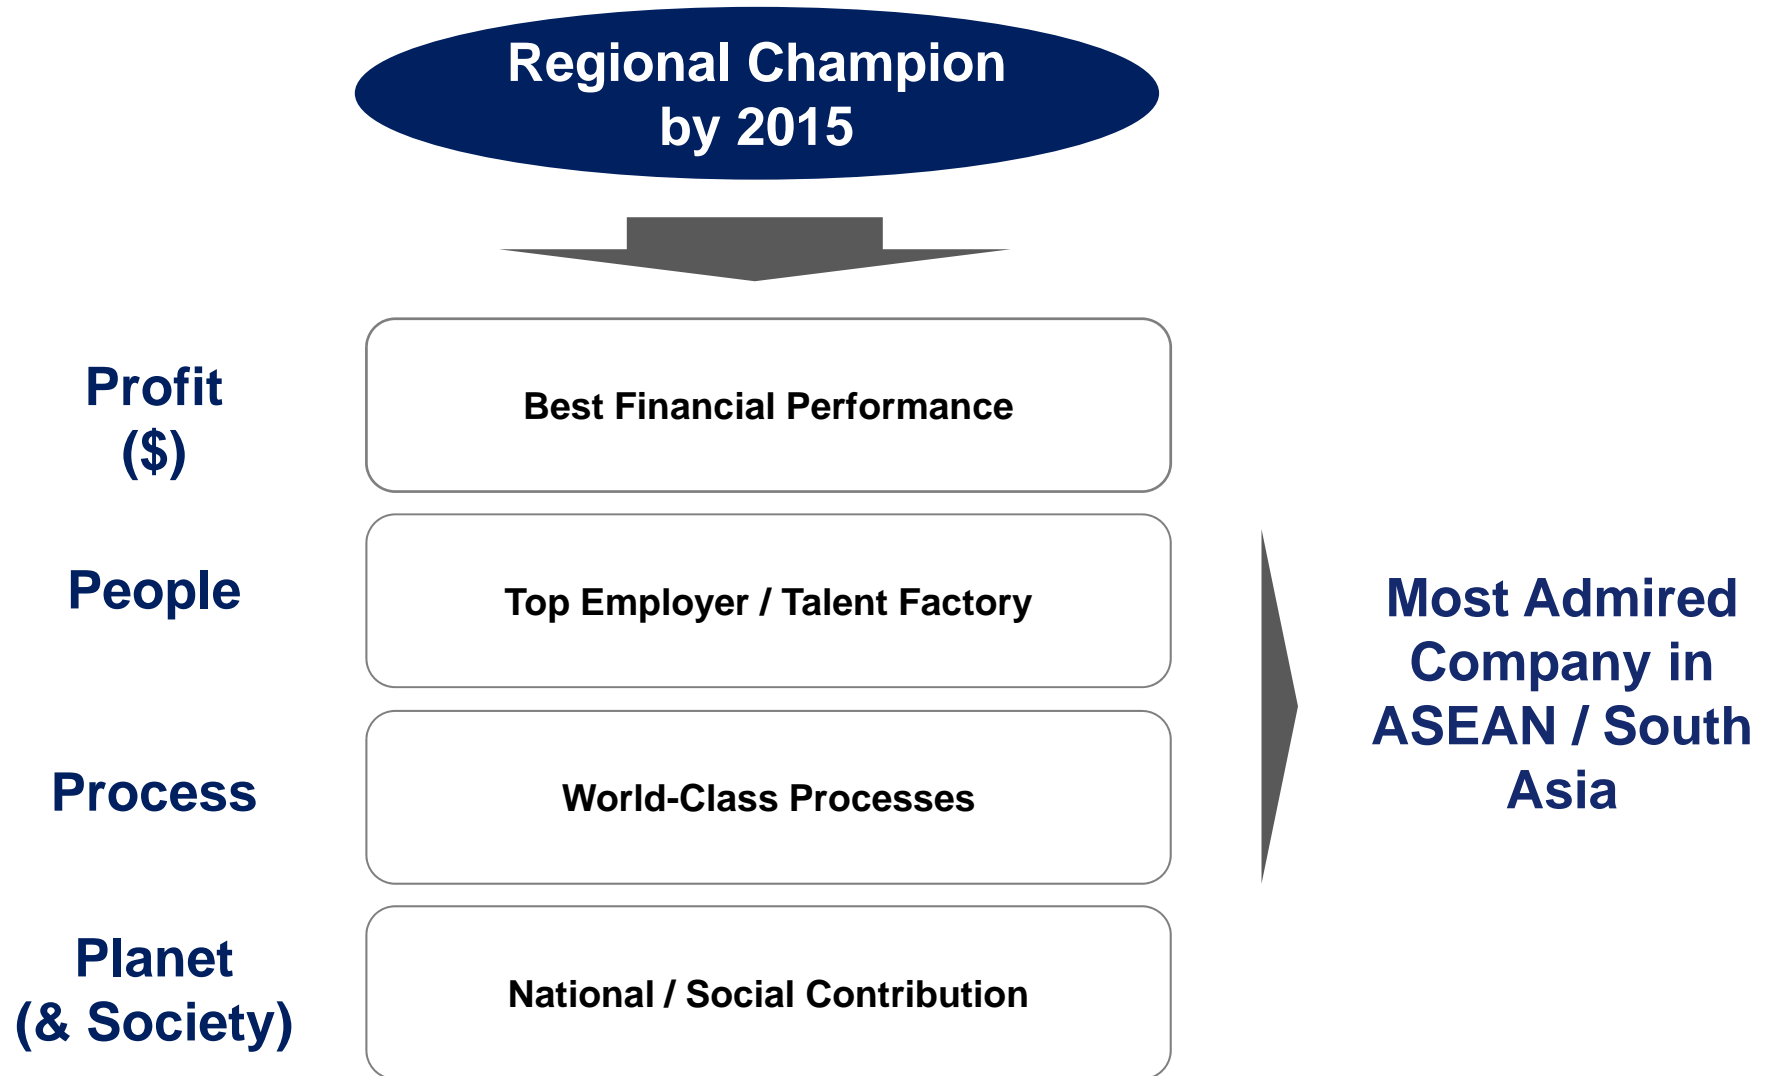 Regional Champion
by 2015
Profit
($)
Best Financial Performance
People
Top Employer / Talent Factory
Process
World-Class Processes
Planet
(& Society)
National / Social Contribution
Most Admired
Company in
ASEAN / South
Asia